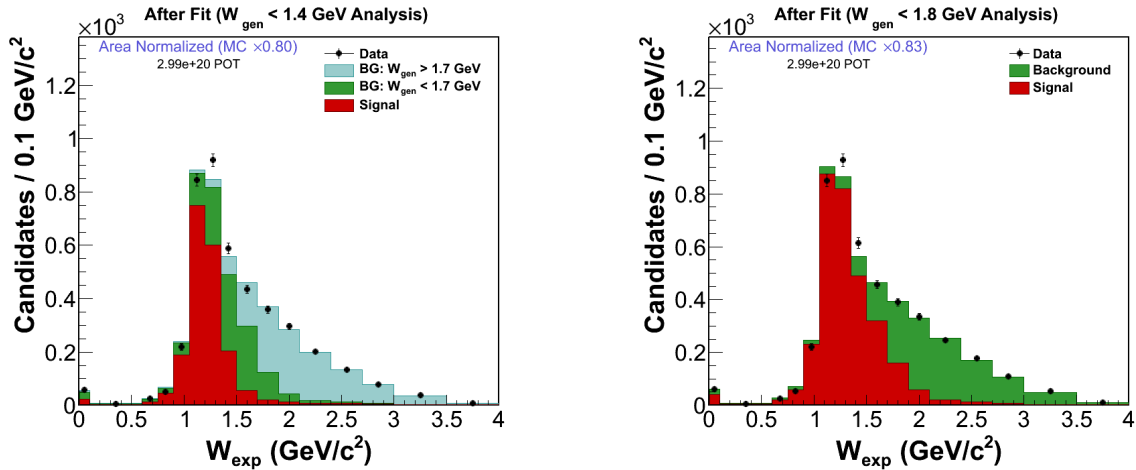 After Fit (W gen < 1.4 GeV Analysis)
×10³
Area Normalized (MC ×0.80)
2.99e+20 POT
Data
BG: Wgen > 1.7 GeV
BG: Wgen < 1.7 GeV
Signal
Candidates / 0.1 GeV/c²
1.2
1
0.8
0.6
0.4
0.2
0
0 0.5 1 1.5 2 2.5 3 3.5 4
Wexp (GeV/c²)
After Fit (W gen < 1.8 GeV Analysis)
×10³
Area Normalized (MC ×0.83)
2.99e+20 POT
Data
Background
Signal
Candidates / 0.1 GeV/c²
1.2
1
0.8
0.6
0.4
0.2
0
0 0.5 1 1.5 2 2.5 3 3.5 4
Wexp (GeV/c²)